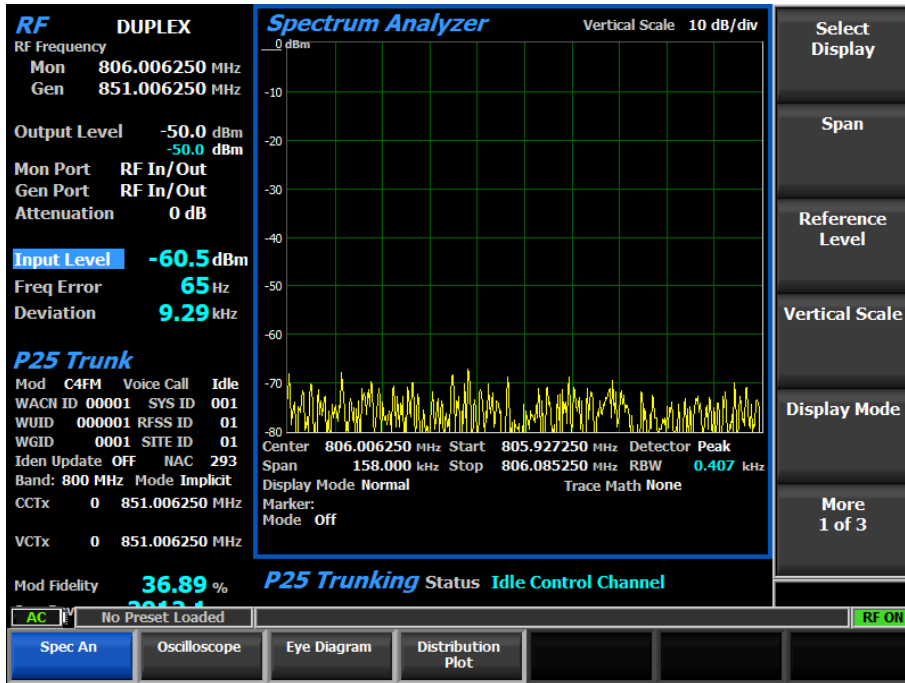 RF DUPLEX
RF Frequency
Mon 806.006250 MHz
Gen 851.006250 MHz
Output Level -50.0 dBm
-50.0 dBm
Mon Port RF In/Out
Gen Port RF In/Out
Attenuation 0 dB
Input Level -60.5 dBm
Freq Error 65 Hz
Deviation 9.29 kHz
P25 Trunk
Mod C4FM Voice Call Idle
WACN ID 00001 SYS ID 001
WUID 000001 RFSS ID 01
WGID 0001 SITE ID 01
Iden Update OFF NAC 293
Band: 800 MHz Mode Implicit
CCTx 0 851.006250 MHz
VCTx 0 851.006250 MHz
Mod Fidelity 36.89 %
Spectrum Analyzer Vertical Scale 10 dB/div
0 dBm
-10
-20
-30
-40
-50
-60
-70
-80
Center 806.006250 MHz Start 805.927250 MHz Detector Peak
Span 158.000 kHz Stop 806.085250 MHz RBW 0.407 kHz
Display Mode Normal Trace Math None
Marker:
Mode Off
P25 Trunking Status Idle Control Channel
Select
Display
Span
Reference
Level
Vertical Scale
Display Mode
More
1 of 3
AC No Preset Loaded RF ON
Spec An Oscilloscope Eye Diagram Distribution
Plot